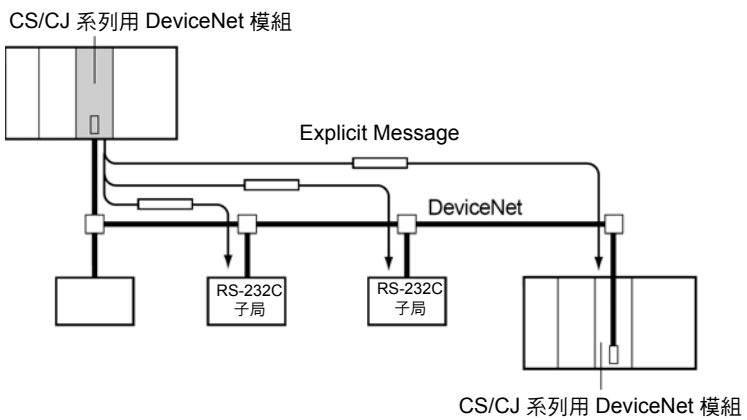 CS/CJ 系列用 DeviceNet 模組
Explicit Message
DeviceNet
RS-232C
子局
RS-232C
子局
CS/CJ 系列用 DeviceNet 模組